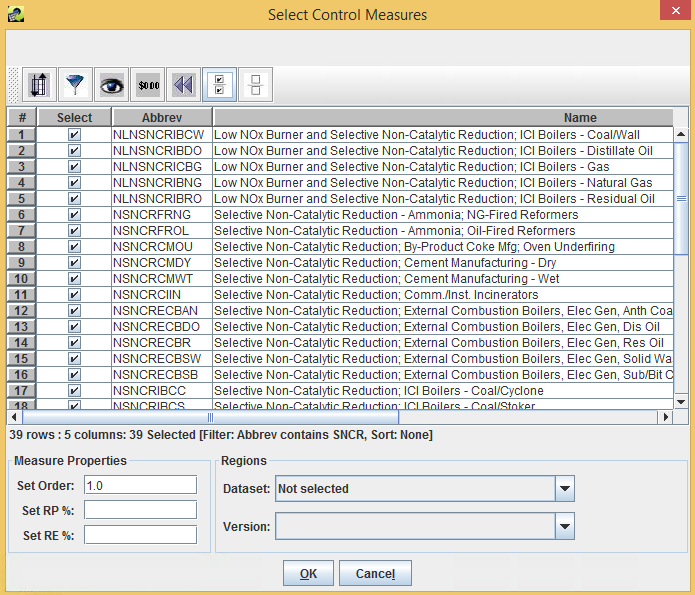 Select Control Measures
$0.00
# Select Abbrev Name
1 NLNSNCRIBCW Low NOx Burner and Selective Non-Catalytic Reduction; ICI Boilers - Coal/Wall
2 NLNSNCRIBDO Low NOx Burner and Selective Non-Catalytic Reduction; ICI Boilers - Distillate Oil
3 NLNSNCRICBG Low NOx Burner and Selective Non-Catalytic Reduction; ICI Boilers - Gas
4 NLNSNCRIBNG Low NOx Burner and Selective Non-Catalytic Reduction; ICI Boilers - Natural Gas
5 NLNSNCRIBRO Low NOx Burner and Selective Non-Catalytic Reduction; ICI Boilers - Residual Oil
6 NSNCRFRNG Selective Non-Catalytic Reduction - Ammonia; NG-Fired Reformers
7 NSNCRFROL Selective Non-Catalytic Reduction - Ammonia; Oil-Fired Reformers
8 NSNCRCMOU Selective Non-Catalytic Reduction; By-Product Coke Mfg; Oven Underfiring
9 NSNCRCMDY Selective Non-Catalytic Reduction; Cement Manufacturing - Dry
10 NSNCRCMWT Selective Non-Catalytic Reduction; Cement Manufacturing - Wet
11 NSNCRCIIN Selective Non-Catalytic Reduction; Comm./Inst. Incinerators
12 NSNCRECBAN Selective Non-Catalytic Reduction; External Combustion Boilers, Elec Gen, Anth Coa
13 NSNCRECBDO Selective Non-Catalytic Reduction; External Combustion Boilers, Elec Gen, Dis Oil
14 NSNCRECBR Selective Non-Catalytic Reduction; External Combustion Boilers, Elec Gen, Res Oil
15 NSNCRECBSW Selective Non-Catalytic Reduction; External Combustion Boilers, Elec Gen, Solid Wa
16 NSNCRECBSB Selective Non-Catalytic Reduction; External Combustion Boilers, Elec Gen, Sub/Bit C
17 NSNCRIBCC Selective Non-Catalytic Reduction; ICI Boilers - Coal/Cyclone
18 NSNCRIBCS Selective Non-Catalytic Reduction; ICI Boilers - Coal/Stoker
39 rows : 5 columns: 39 Selected [Filter: Abbrev contains SNCR, Sort: None]
Measure Properties
Set Order: 1.0
Set RP %:
Set RE %:
Regions
Dataset: Not selected
Version:
OK Cancel